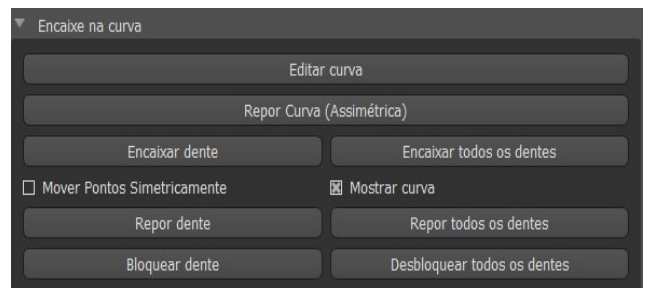 Encaixe na curva
Editar curva
Repor Curva (Assimétrica)
Encaixar dente Encaixar todos os dentes
Mover Pontos Simetricamente Mostrar curva
Repor dente Repor todos os dentes
Bloquear dente Desbloquear todos os dentes